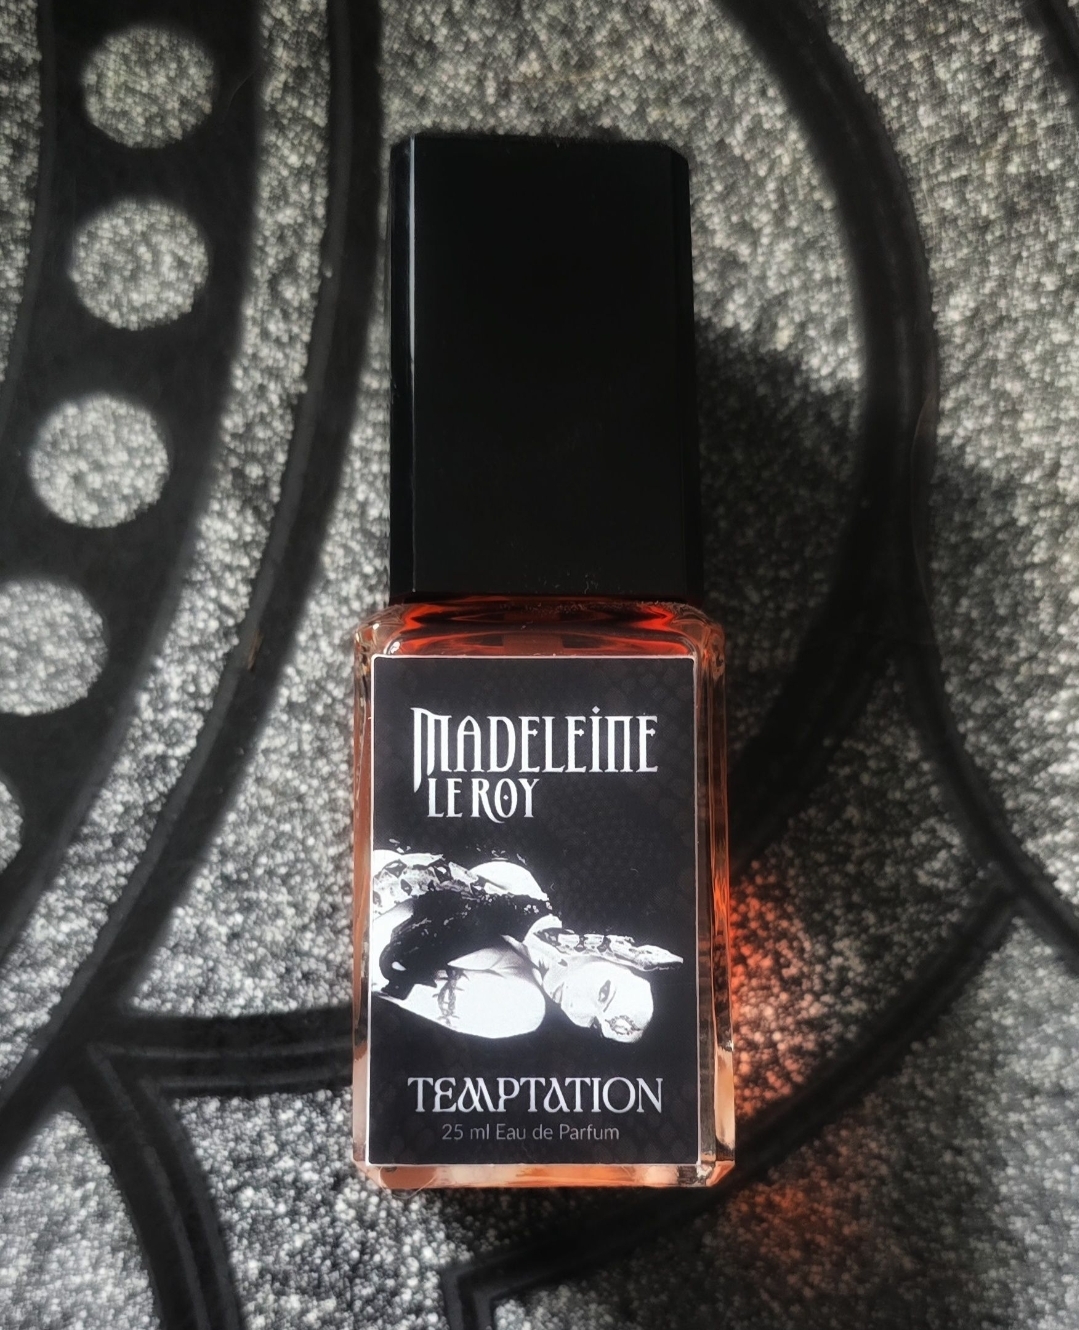 MADELEINE
LE ROY
TEMPTATION
25 ml Eau de Parfum